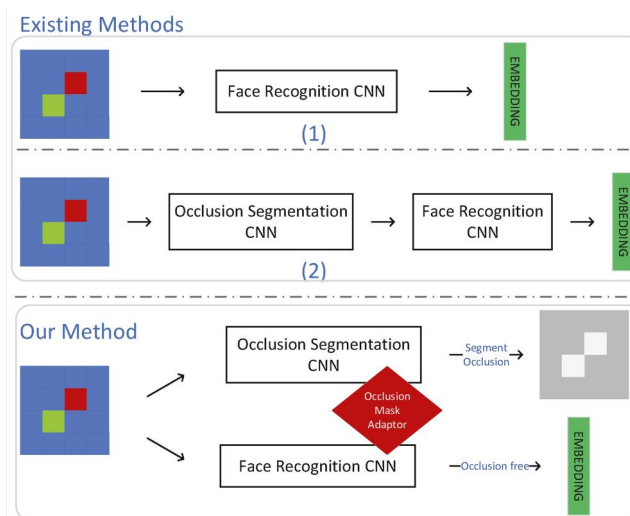 Existing Methods
Face Recognition CNN
EMBEDDING
(1)
Occlusion Segmentation
CNN
Face Recognition
CNN
EMBEDDING
(2)
Our Method
Occlusion Segmentation
CNN
Segment
Occlusion
Occlusion
Mask
Adaptor
Face Recognition CNN
Occlusion free
EMBEDDING